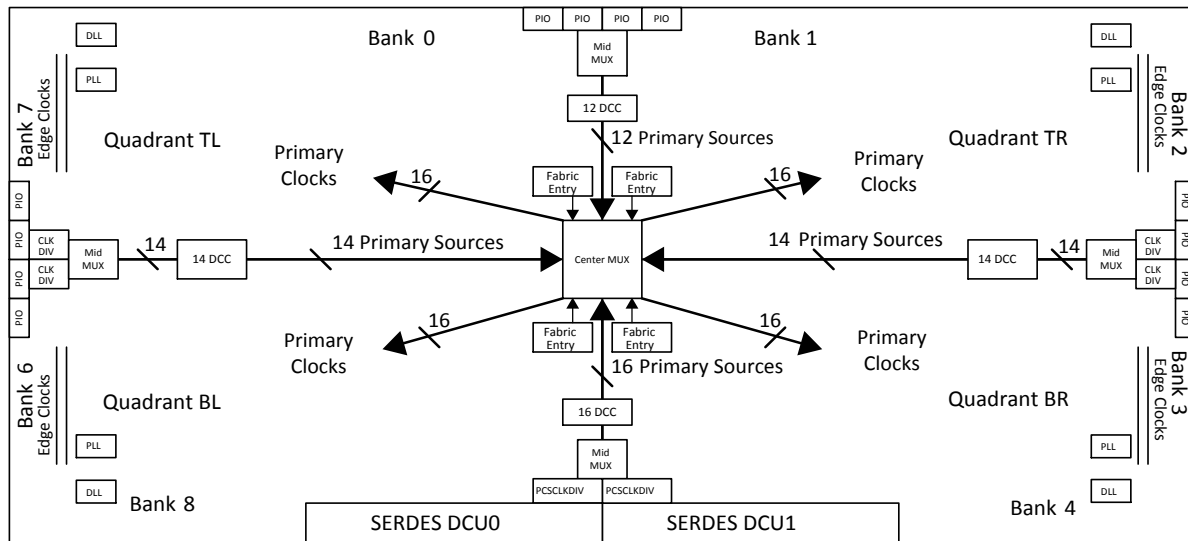 PIO PIO PIO PIO
Bank 0
Bank 1
Mid
MUX
DLL
DLL
PLL
PLL
Bank 7
Edge Clocks
Bank 2
Edge Clocks
12 DCC
Quadrant TL
12 Primary Sources
Quadrant TR
Primary
Clocks
16
Fabric
Entry
Fabric
Entry
16
Primary
Clocks
PIO
PIO
PIO
PIO
CLK
DIV
CLK
DIV
Mid
MUX
14
14 DCC
14 Primary Sources
Center MUX
14 Primary Sources
14 DCC
14
Mid
MUX
CLK
DIV
CLK
DIV
PIO
PIO
PIO
PIO
Primary
Clocks
16
Fabric
Entry
Fabric
Entry
16
Primary
Clocks
16 Primary Sources
Bank 6
Edge Clocks
Bank 3
Edge Clocks
Quadrant BL
16 DCC
Quadrant BR
PLL
PLL
Mid
MUX
DLL
DLL
Bank 8
PCSCLKDIV PCSCLKDIV
Bank 4
SERDES DCU0
SERDES DCU1